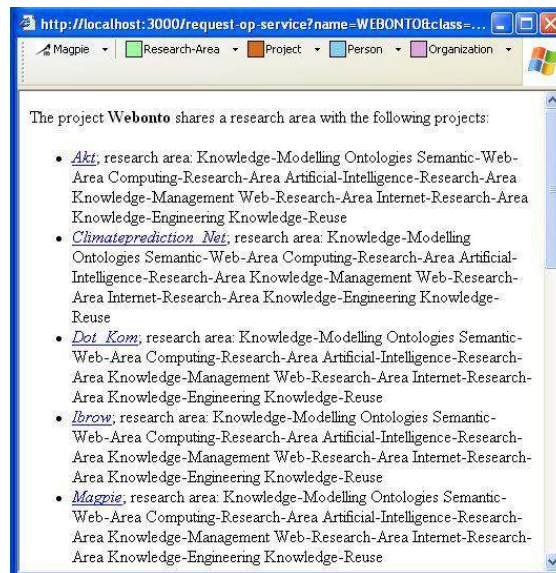 http://localhost:3000/request-op-service?name=WEBONTO&class=...
Magpie Research-Area Project Person Organization
The project Webonto shares a research area with the following projects:
• Akt; research area: Knowledge-Modelling Ontologies Semantic-Web-
Area Computing-Research-Area Artificial-Intelligence-Research-Area
Knowledge-Management Web-Research-Area Internet-Research-Area
Knowledge-Engineering Knowledge-Reuse
• Climateprediction Net; research area: Knowledge-Modelling
Ontologies Semantic-Web-Area Computing-Research-Area Artificial-
Intelligence-Research-Area Knowledge-Management Web-Research-
Area Internet-Research-Area Knowledge-Engineering Knowledge-
Reuse
• Dot Kom; research area: Knowledge-Modelling Ontologies Semantic-
Web-Area Computing-Research-Area Artificial-Intelligence-Research-
Area Knowledge-Management Web-Research-Area Internet-Research-
Area Knowledge-Engineering Knowledge-Reuse
• Ibrow; research area: Knowledge-Modelling Ontologies Semantic-
Web-Area Computing-Research-Area Artificial-Intelligence-Research-
Area Knowledge-Management Web-Research-Area Internet-Research-
Area Knowledge-Engineering Knowledge-Reuse
• Magpie; research area: Knowledge-Modelling Ontologies Semantic-
Web-Area Computing-Research-Area Artificial-Intelligence-Research-
Area Knowledge-Management Web-Research-Area Internet-Research-
Area Knowledge-Engineering Knowledge-Reuse